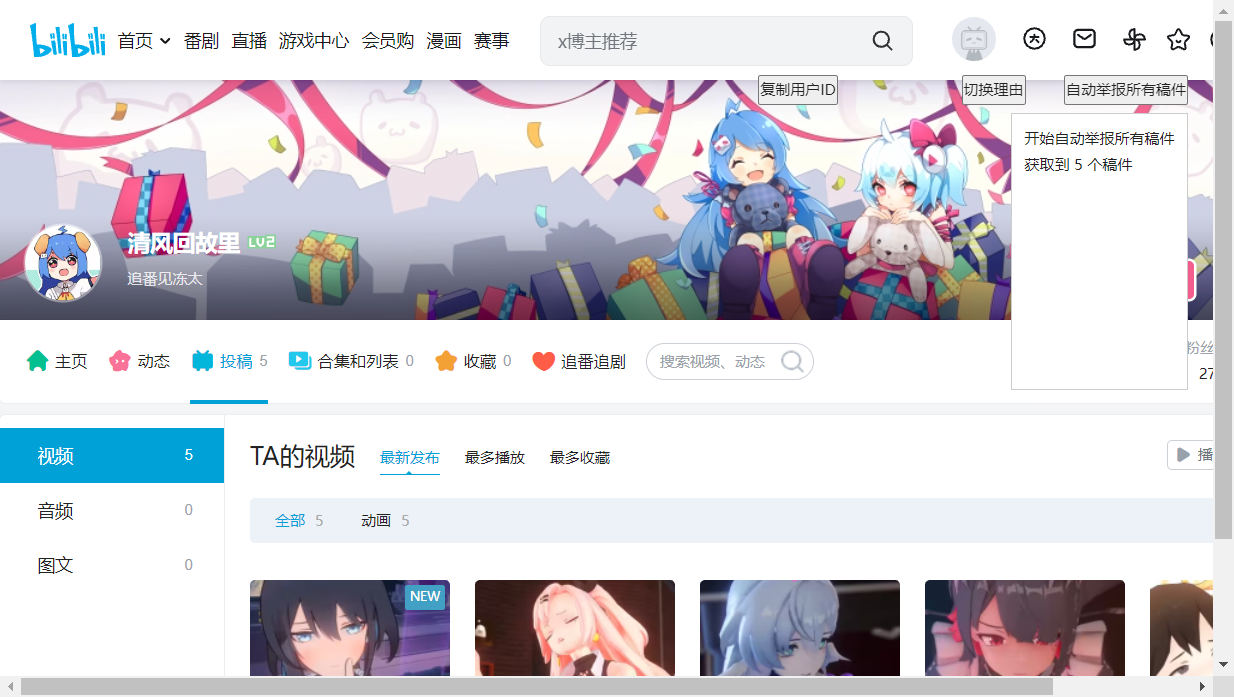 bilibili 首页 番剧 直播 游戏中心 会员购 漫画 赛事 x博主推荐
复制用户ID 切换理由 自动举报所有稿件
开始自动举报所有稿件
获取到 5 个稿件
清风回故里 LV2
追番见冻太
主页 动态 投稿 5 合集和列表 0 收藏 0 追番追剧 搜索视频、动态 粉丝
27
视频 5
音频 0
图文 0
TA的视频 最新发布 最多播放 最多收藏 播
全部 5 动画 5
NEW